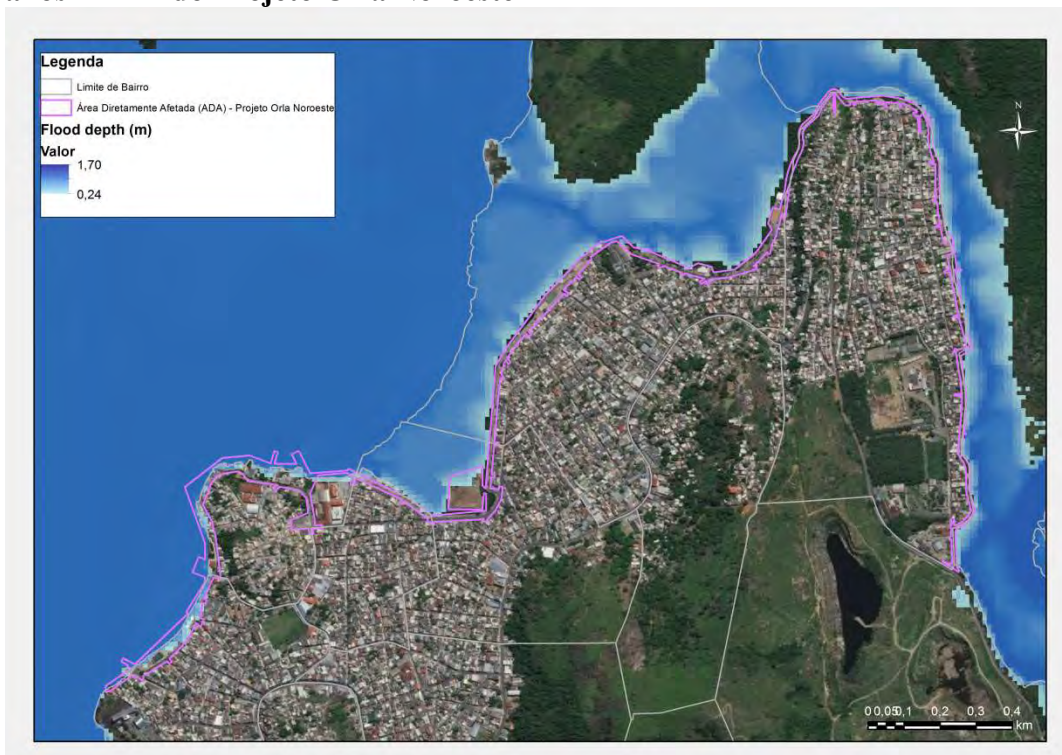 Legenda
Limite de Bairro
Área Diretamente Afetada (ADA) - Projeto Orla Noroeste
Flood depth (m)
Valor
1,70
0,24
N
0 0,05 0,1 0,2 0,3 0,4
km